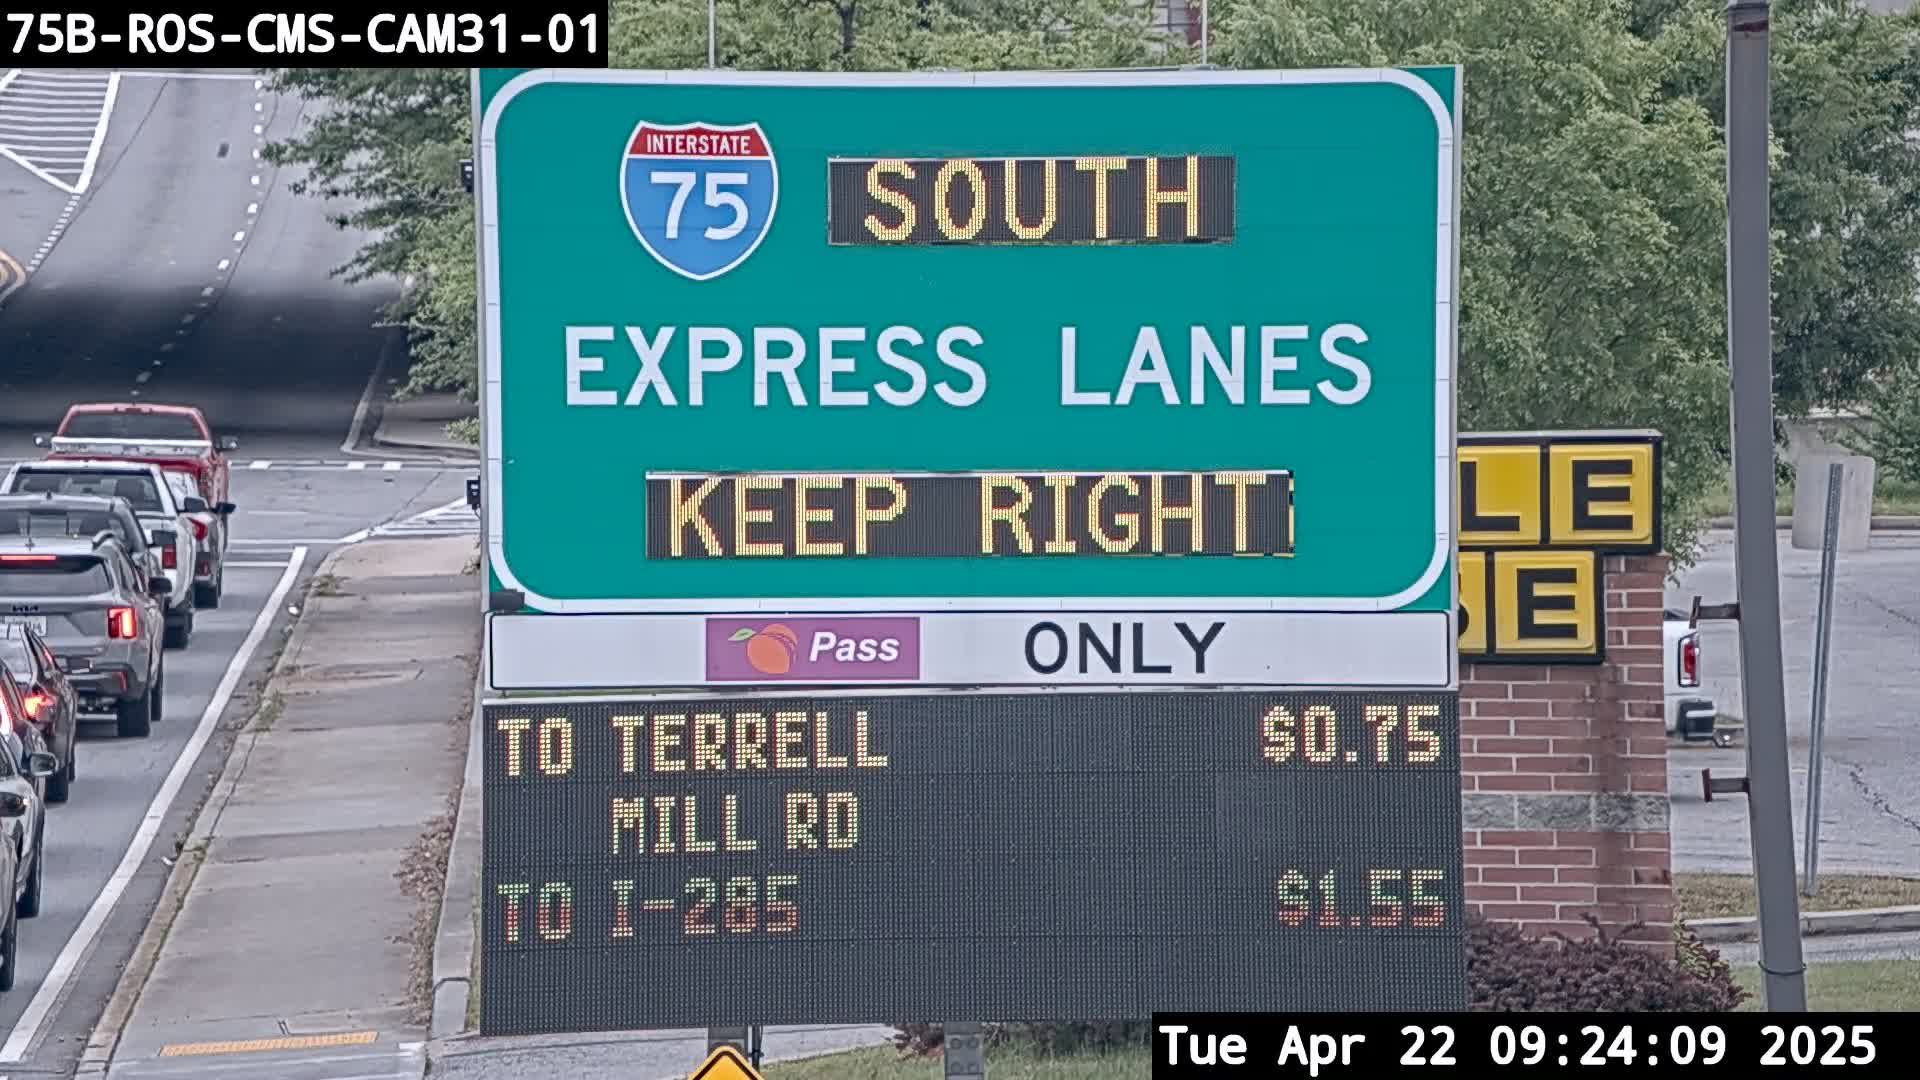 75B-ROS-CMS-CAM31-01
INTERSTATE
75
SOUTH
EXPRESS LANES
KEEP RIGHT
Pass ONLY
TO TERRELL $0.75
MILL RD
TO I-285 $1.55
LE
E
Tue Apr 22 09:24:09 2025